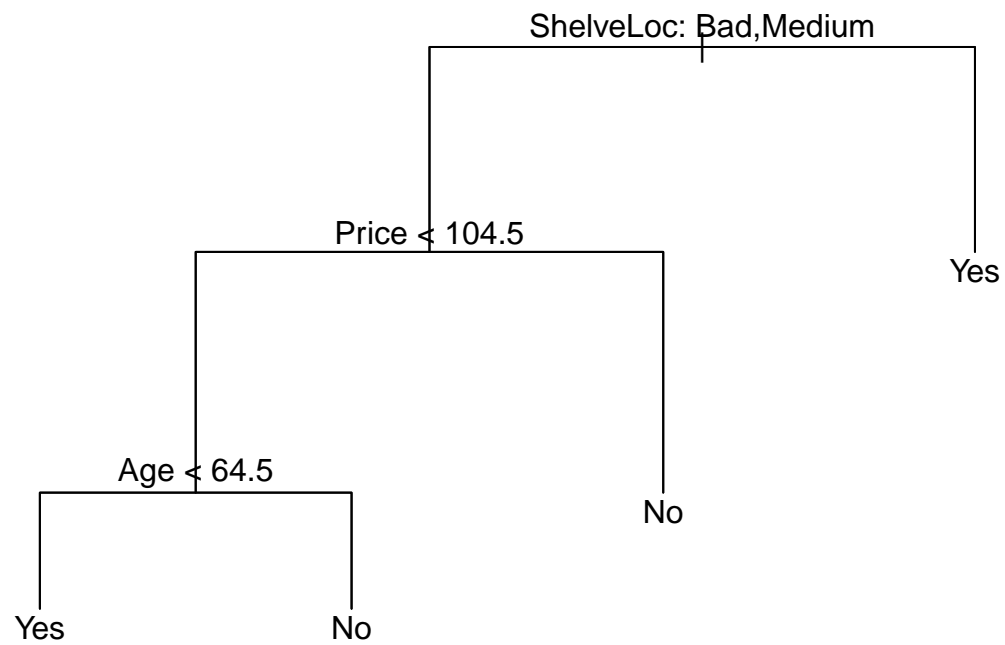 ShelveLoc: Bad,Medium
Price < 104.5
Yes
Age < 64.5
No
Yes
No